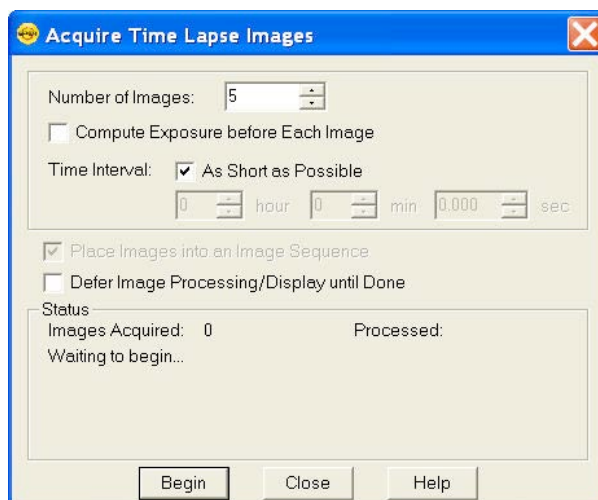 Acquire Time Lapse Images
Number of Images: 5
Compute Exposure before Each Image
Time Interval: As Short as Possible
0 hour 0 min 0.000 sec
Place Images into an Image Sequence
Defer Image Processing/Display until Done
Status
Images Acquired: 0 Processed:
Waiting to begin...
Begin Close Help